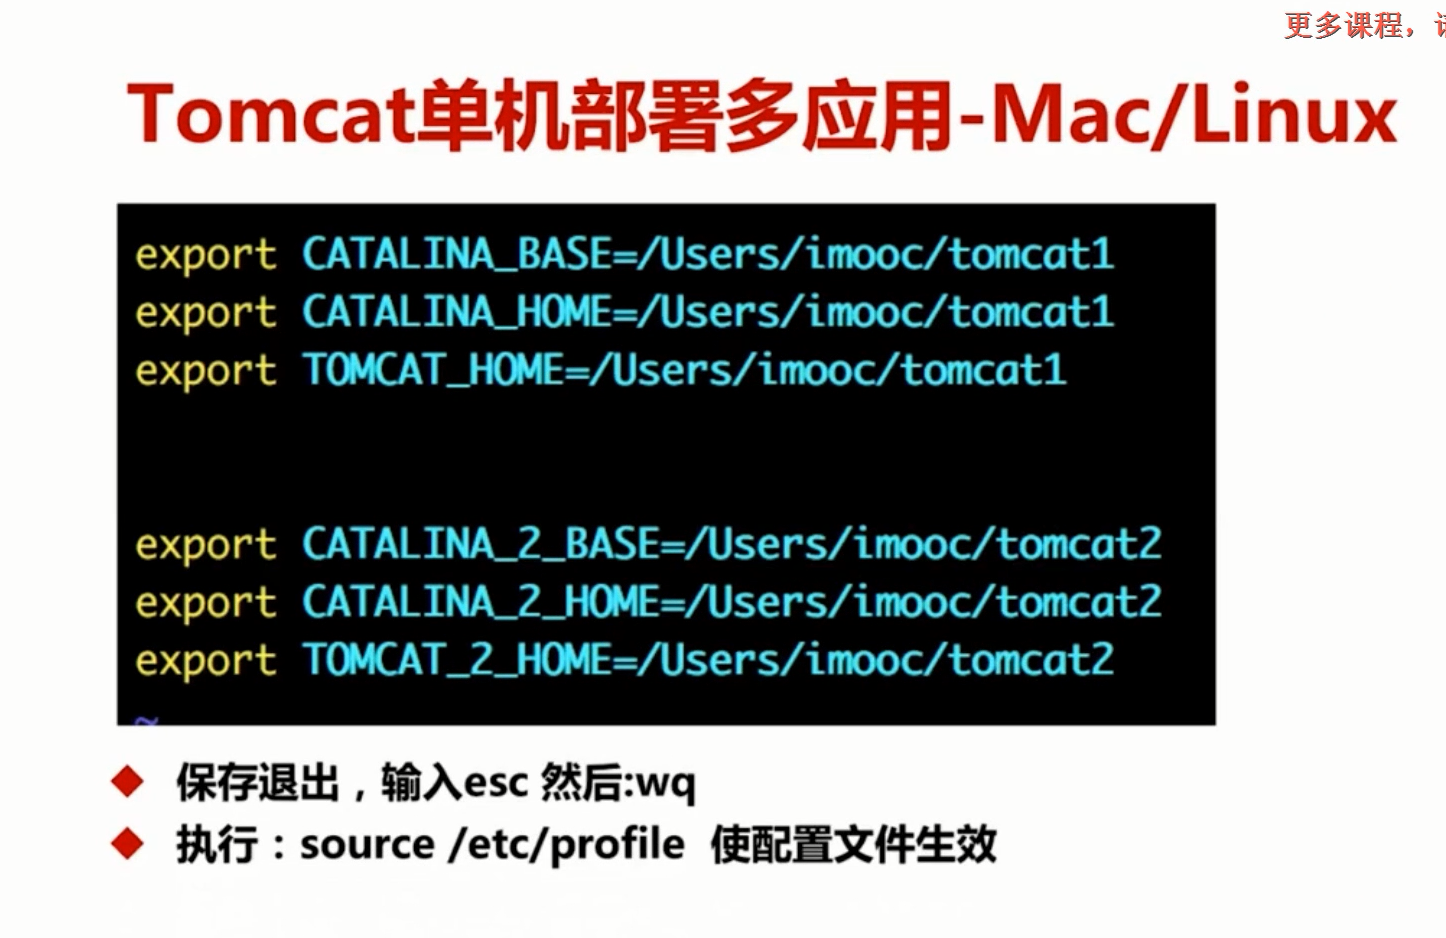 更多课程，
Tomcat单机部署多应用-Mac/Linux
export CATALINA_BASE=/Users/imooc/tomcat1
export CATALINA_HOME=/Users/imooc/tomcat1
export TOMCAT_HOME=/Users/imooc/tomcat1
export CATALINA_2_BASE=/Users/imooc/tomcat2
export CATALINA_2_HOME=/Users/imooc/tomcat2
export TOMCAT_2_HOME=/Users/imooc/tomcat2
~
保存退出，输入esc 然后:wq
执行：source /etc/profile 使配置文件生效